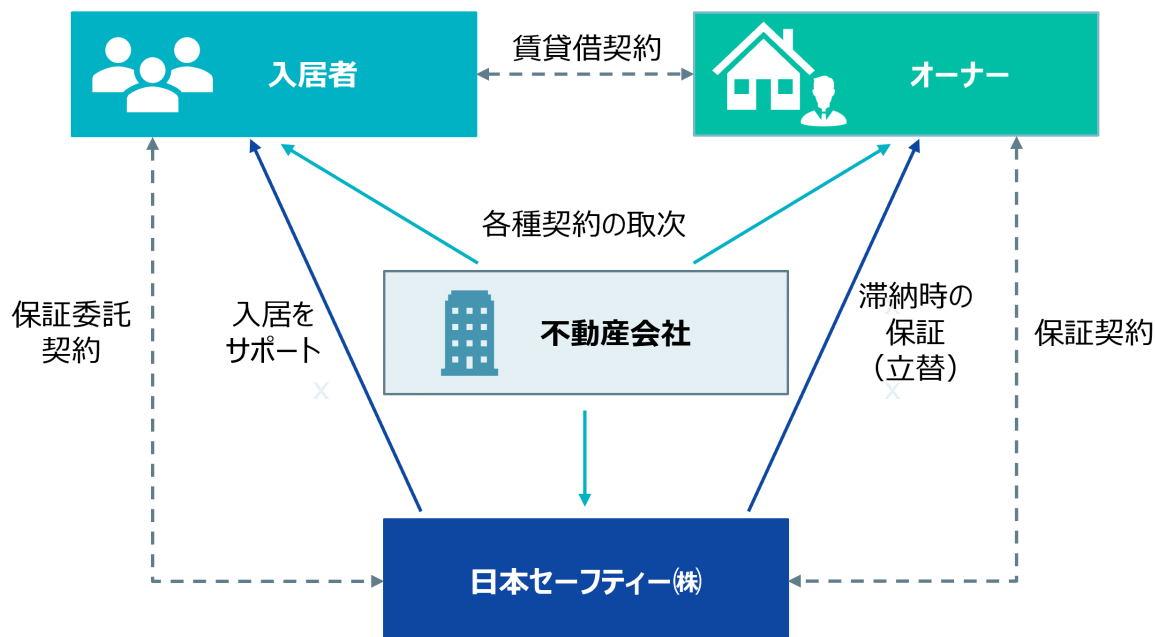 入居者
賃貸借契約
オーナー
各種契約の取次
保証委託
契約
入居を
サポート
不動産会社
滞納時の
保証
（立替）
保証契約
x
x
x
日本セーフティー㈱